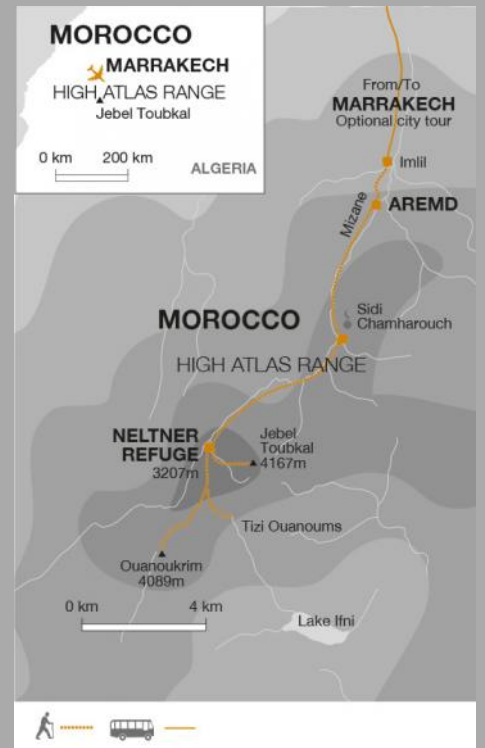 MOROCCO
MARRAKECH
HIGH ATLAS RANGE
Jebel Toubkal
0 km 200 km
ALGERIA
From/To
MARRAKECH
Optional city tour
Imlil
AREMD
Mizane
Sidi
Chamharouch
MOROCCO
HIGH ATLAS RANGE
NELTNER
REFUGE
3207m
Jebel
Toubkal
4167m
Tizi Ouanoums
Ouanoukrim
4089m
0 km 4 km
Lake Ifni